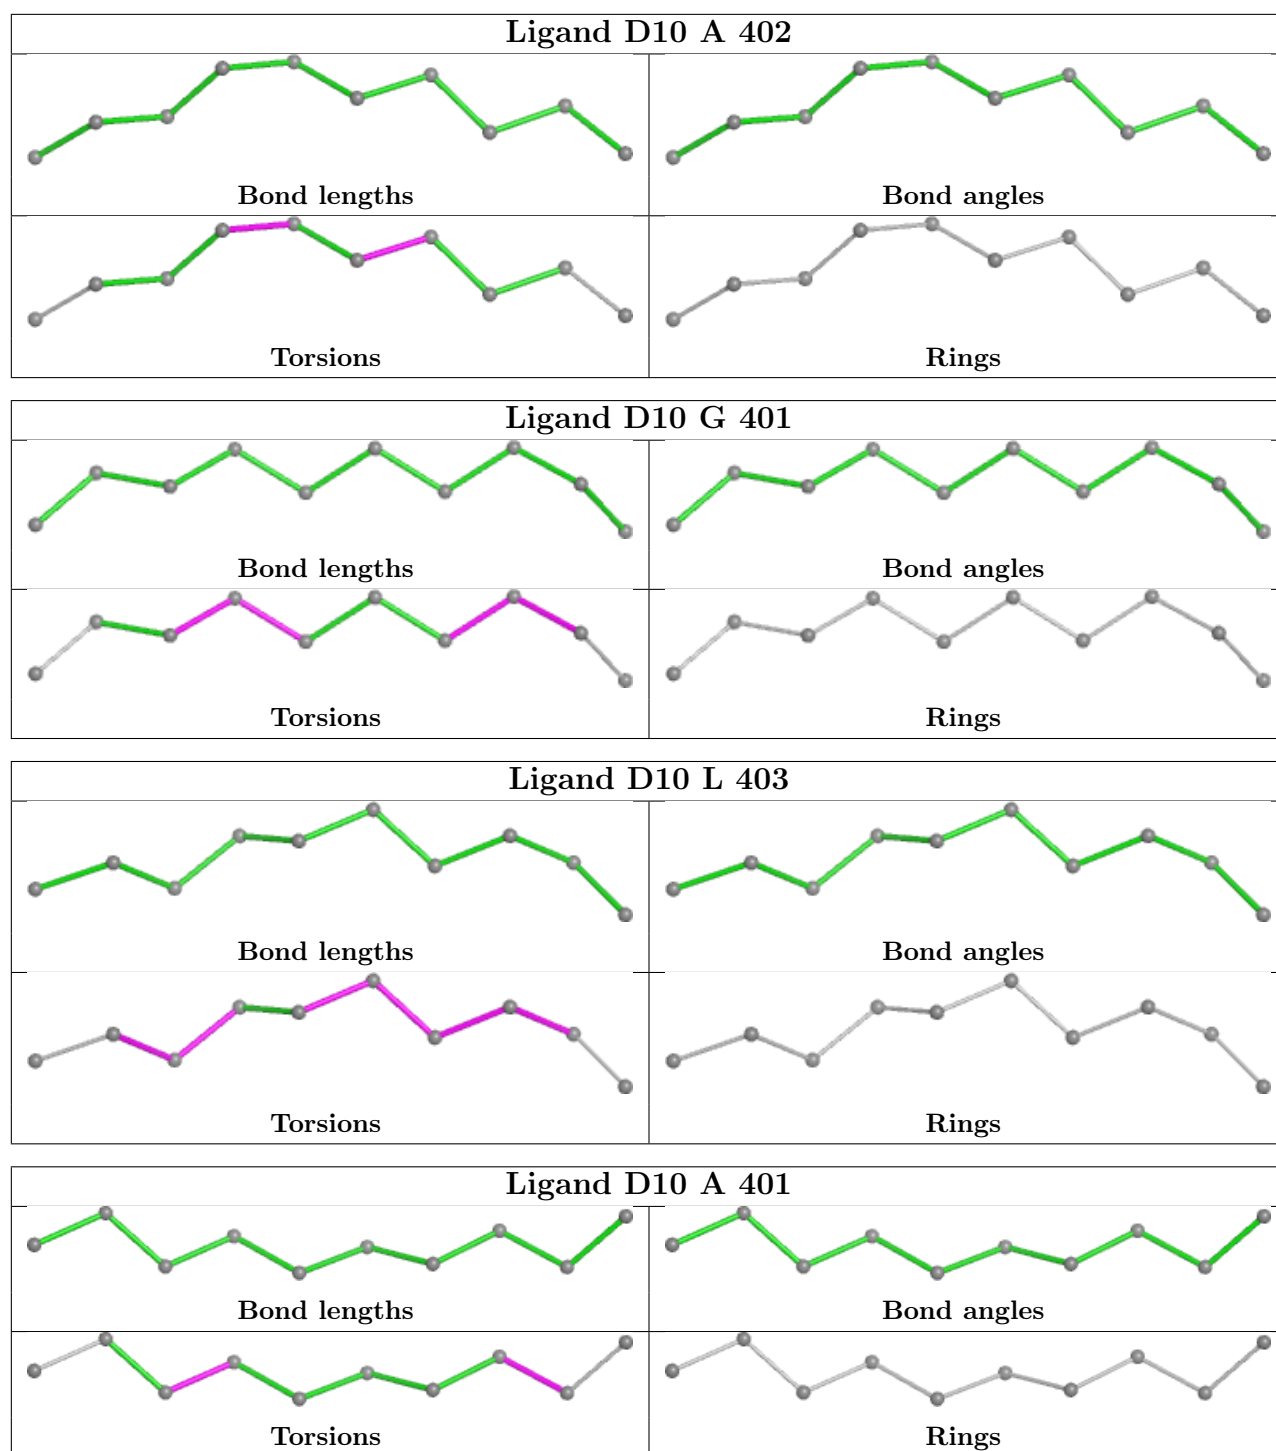 Ligand D10 A 402
Bond lengths
Bond angles
Torsions
Rings
Ligand D10 G 401
Bond lengths
Bond angles
Torsions
Rings
Ligand D10 L 403
Bond lengths
Bond angles
Torsions
Rings
Ligand D10 A 401
Bond lengths
Bond angles
Torsions
Rings